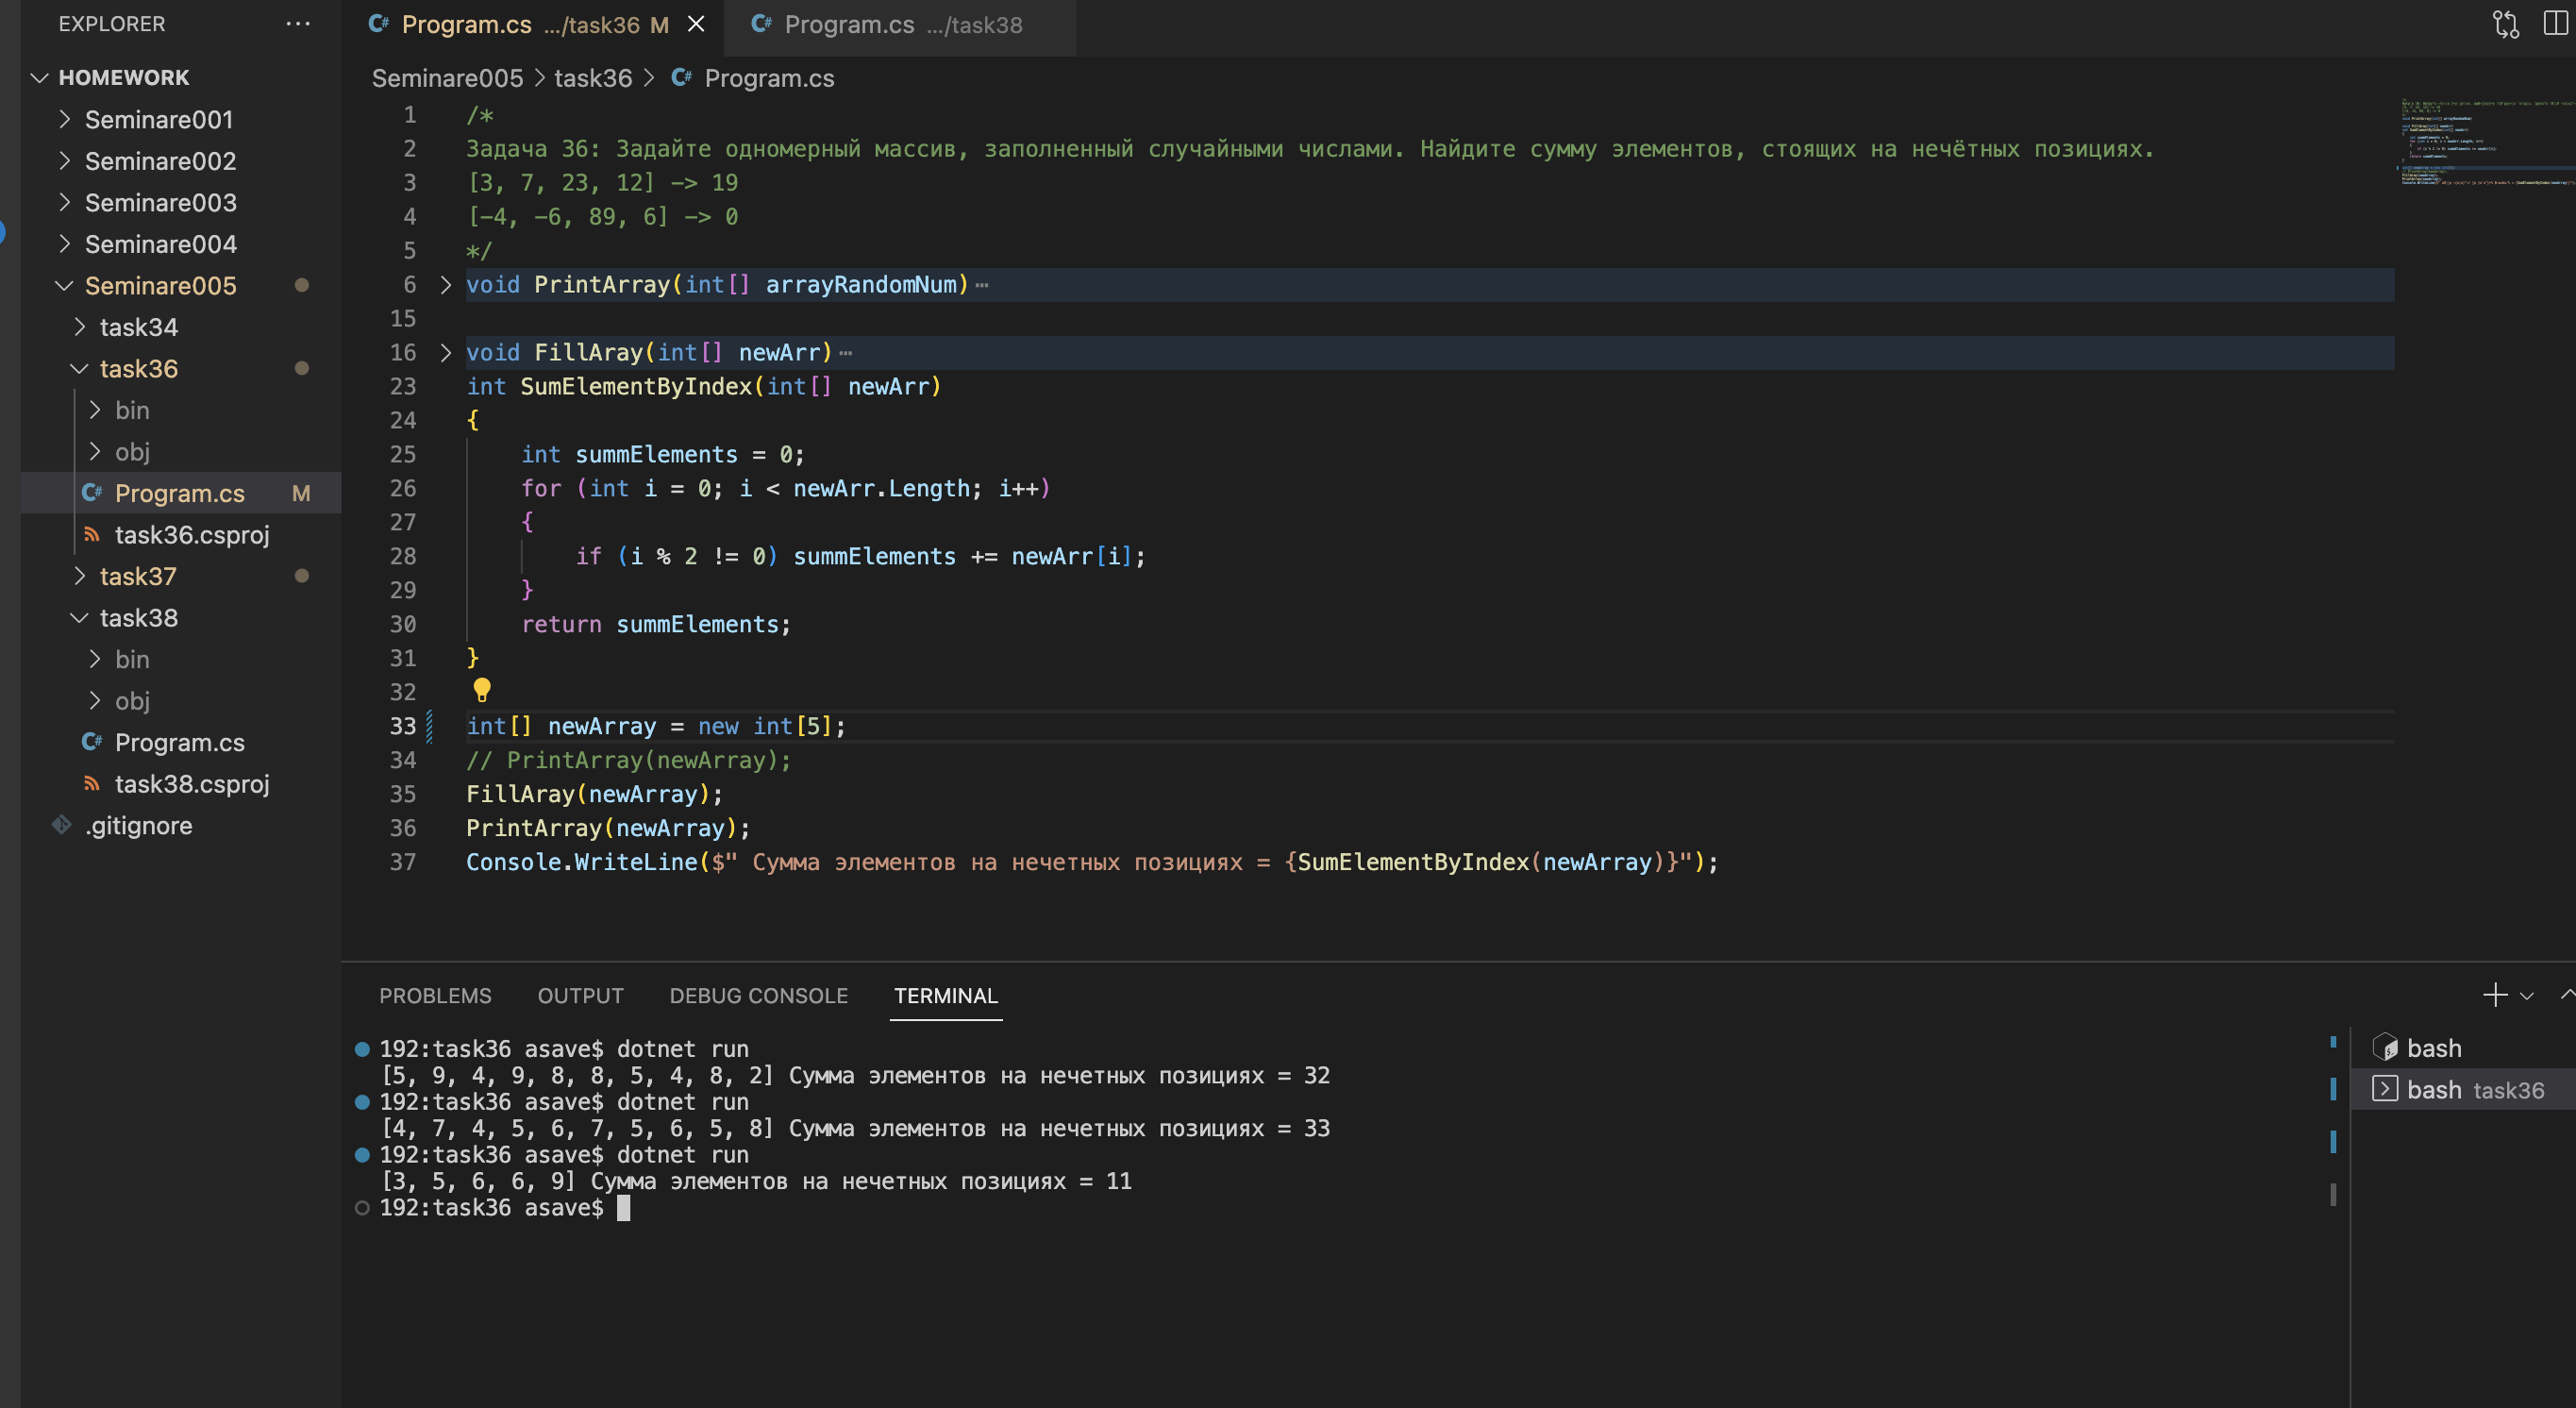 EXPLORER ...
HOMEWORK
Seminare001
Seminare002
Seminare003
Seminare004
Seminare005
task34
task36
bin
obj
Program.cs M
task36.csproj
task37
task38
bin
obj
Program.cs
task38.csproj
.gitignore
Program.cs .../task36 M
Program.cs .../task38
Seminare005 > task36 > Program.cs
1 /*
2 Задача 36: Задайте одномерный массив, заполненный случайными числами. Найдите сумму элементов, стоящих на нечётных позициях.
3 [3, 7, 23, 12] -> 19
4 [-4, -6, 89, 6] -> 0
5 */
6 void PrintArray(int[] arrayRandomNum)…
15
16 void FillAray(int[] newArr)…
23 int SumElementByIndex(int[] newArr)
24 {
25 int summElements = 0;
26 for (int i = 0; i < newArr.Length; i++)
27 {
28 if (i % 2 != 0) summElements += newArr[i];
29 }
30 return summElements;
31 }
32
33 int[] newArray = new int[5];
34 // PrintArray(newArray);
35 FillAray(newArray);
36 PrintArray(newArray);
37 Console.WriteLine($" Сумма элементов на нечетных позициях = {SumElementByIndex(newArray)}");
PROBLEMS OUTPUT DEBUG CONSOLE TERMINAL
192:task36 asave$ dotnet run
[5, 9, 4, 9, 8, 8, 5, 4, 8, 2] Сумма элементов на нечетных позициях = 32
192:task36 asave$ dotnet run
[4, 7, 4, 5, 6, 7, 5, 6, 5, 8] Сумма элементов на нечетных позициях = 33
192:task36 asave$ dotnet run
[3, 5, 6, 6, 9] Сумма элементов на нечетных позициях = 11
192:task36 asave$
bash
bash task36